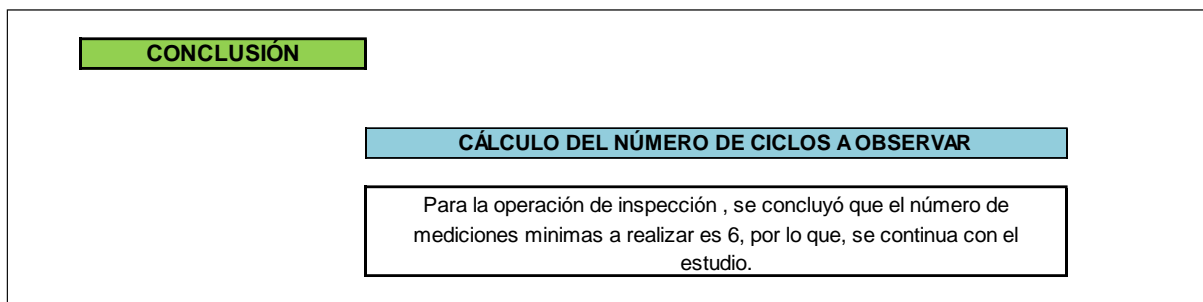 CONCLUSIÓN
CÁLCULO DEL NÚMERO DE CICLOS A OBSERVAR
Para la operación de inspección , se concluyó que el número de
mediciones minimas a realizar es 6, por lo que, se continua con el
estudio.